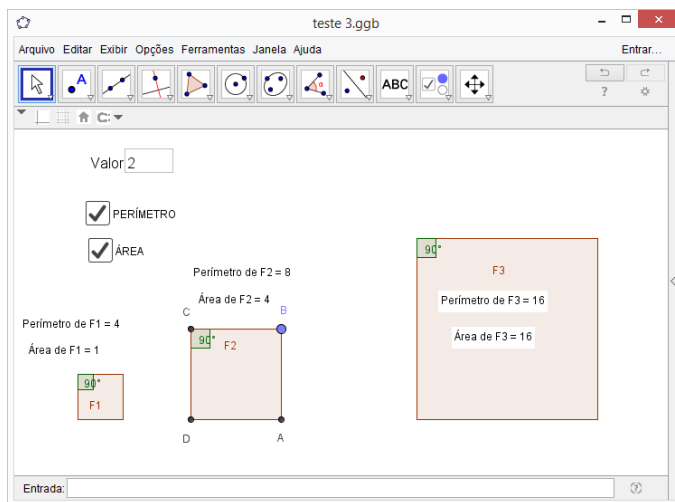 teste 3.ggb
Arquivo Editar Exibir Opções Ferramentas Janela Ajuda Entrar...
A
ABC
a=2
Valor 2
PERÍMETRO
ÁREA
Perímetro de F2 = 8
Área de F2 = 4
C
B
90°
F2
D
A
Perímetro de F1 = 4
Área de F1 = 1
90°
F1
90°
F3
Perímetro de F3 = 16
Área de F3 = 16
Entrada: